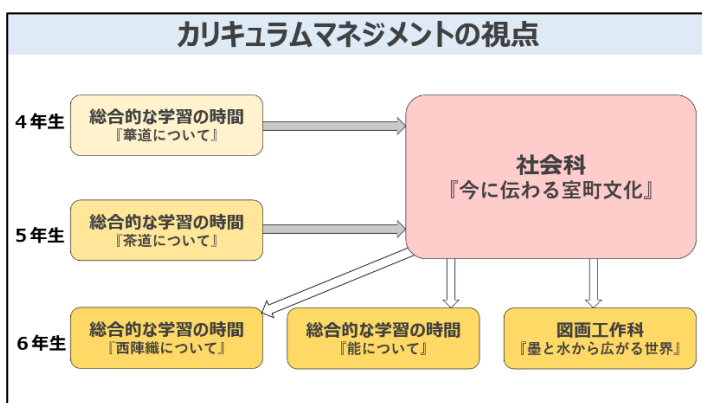 カリキュラムマネジメントの視点
4年生
総合的な学習の時間
『華道について』
社会科
『今に伝わる室町文化』
5年生
総合的な学習の時間
『茶道について』
6年生
総合的な学習の時間
『西陣織について』
総合的な学習の時間
『能について』
図画工作科
『墨と水から広がる世界』